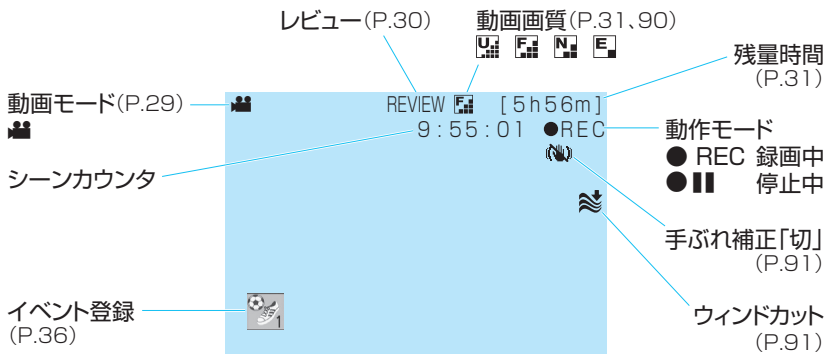 レビュー(P.30)
動画画質(P.31、90)
U F N E
残量時間
(P.31)
動画モード(P.29)
REVIEW F [5h56m]
9:55:01 ●REC
動作モード
● REC 録画中
●▮▮ 停止中
シーンカウンタ
手ぶれ補正「切」
(P.91)
イベント登録
(P.36)
1
ウィンドカット
(P.91)